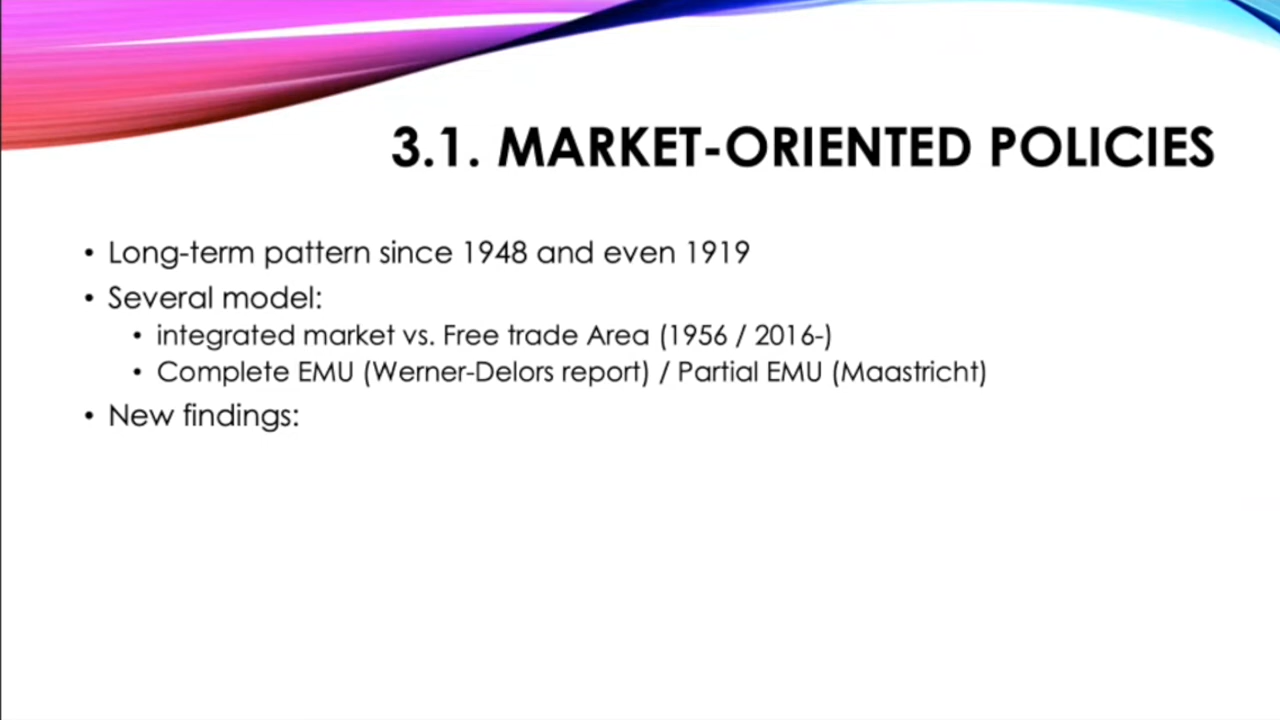 3.1. MARKET-ORIENTED POLICIES
• Long-term pattern since 1948 and even 1919
• Several model:
• integrated market vs. Free trade Area (1956 / 2016-)
• Complete EMU (Werner-Delors report) / Partial EMU (Maastricht)
• New findings: